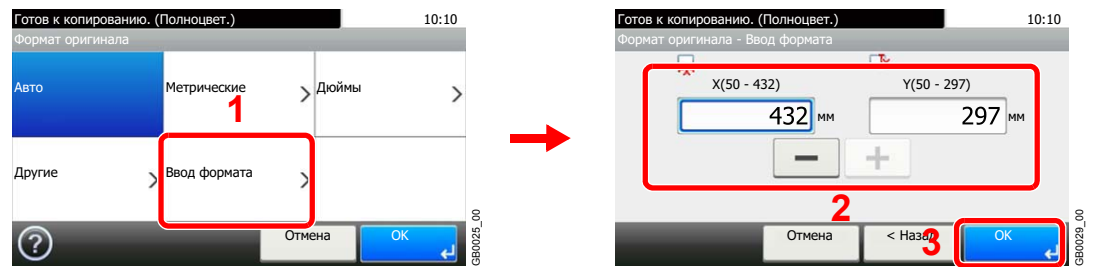 Готов к копированию. (Полноцвет.) 10:10
Формат оригинала
Авто
Метрические
Дюймы
1
Другие
Ввод формата
Отмена
OK
GB0025_00
Готов к копированию. (Полноцвет.) 10:10
Формат оригинала - Ввод формата
X(50 - 432) Y(50 - 297)
432 мм 297 мм
2
Отмена
< Назад
3
OK
GB0029_00